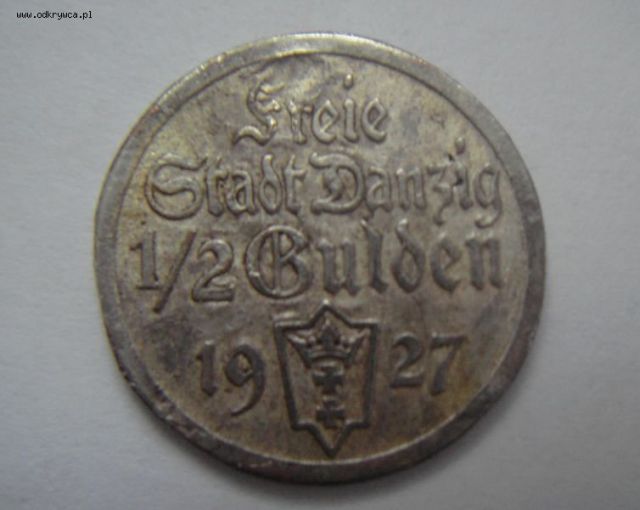 www.odkrywca.pl
Freie
Stadt Danzig
1/2 Gulden
19 27